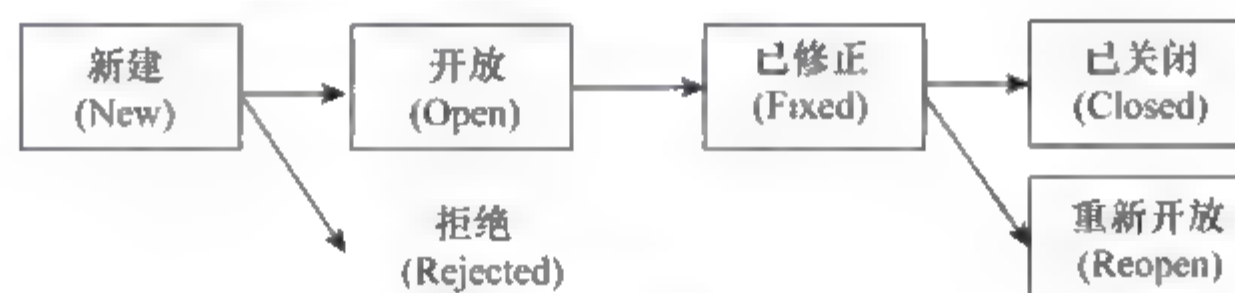 新建
(New)
开放
(Open)
已修正
(Fixed)
已关闭
(Closed)
拒绝
(Rejected)
重新开放
(Reopen)